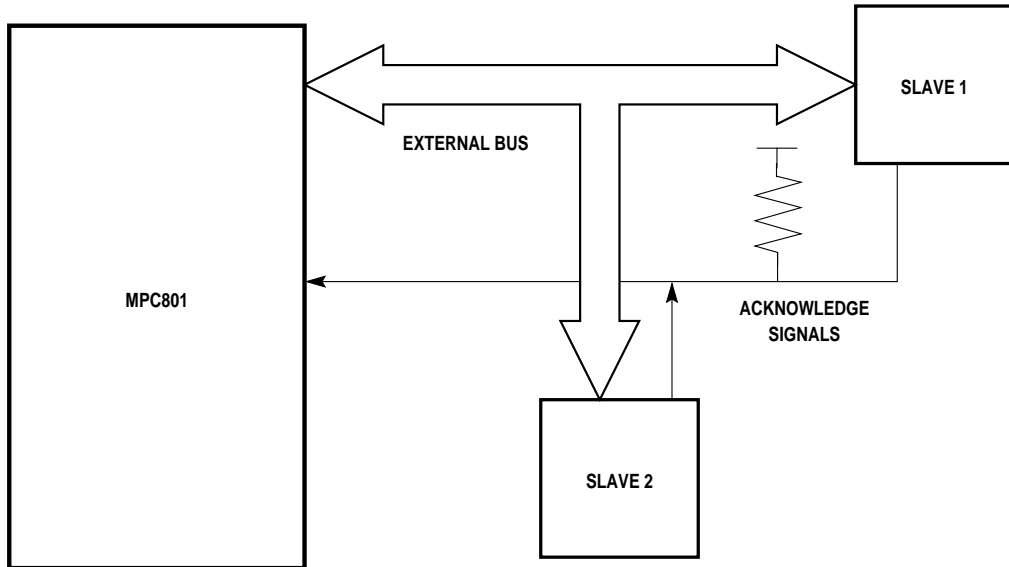 SLAVE 1
EXTERNAL BUS
MPC801
ACKNOWLEDGE
SIGNALS
SLAVE 2